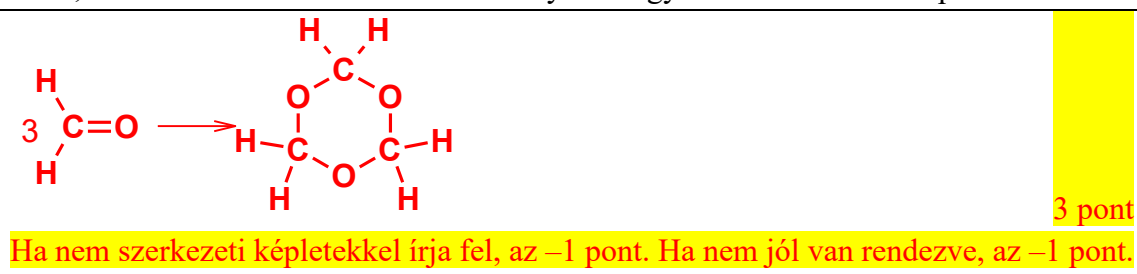 H H
C
H
O O
3 C=O
H C C H
H
O
H H
3 pont
Ha nem szerkezeti képletekkel írja fel, az –1 pont. Ha nem jól van rendezve, az –1 pont.